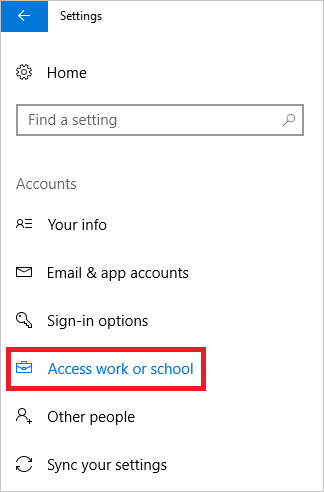 Settings
Home
Find a setting
Accounts
Your info
Email & app accounts
Sign-in options
Access work or school
Other people
Sync your settings